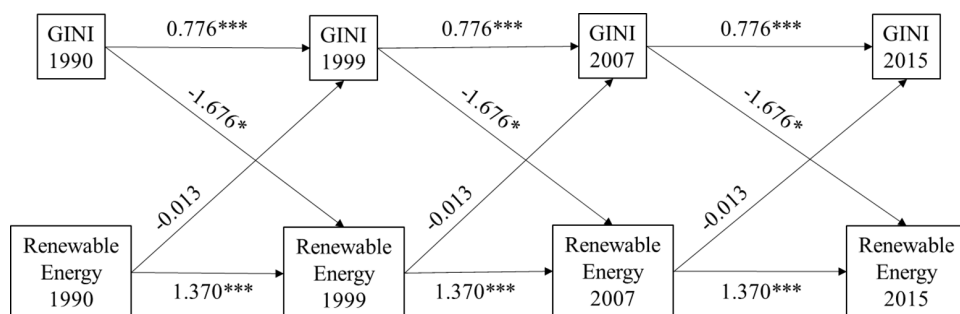 GINI
1990
0.776***
GINI
1999
0.776***
GINI
2007
0.776***
GINI
2015
-1.676*
-1.676*
-1.676*
-0.013
-0.013
-0.013
Renewable
Energy
1990
1.370***
Renewable
Energy
1999
1.370***
Renewable
Energy
2007
1.370***
Renewable
Energy
2015